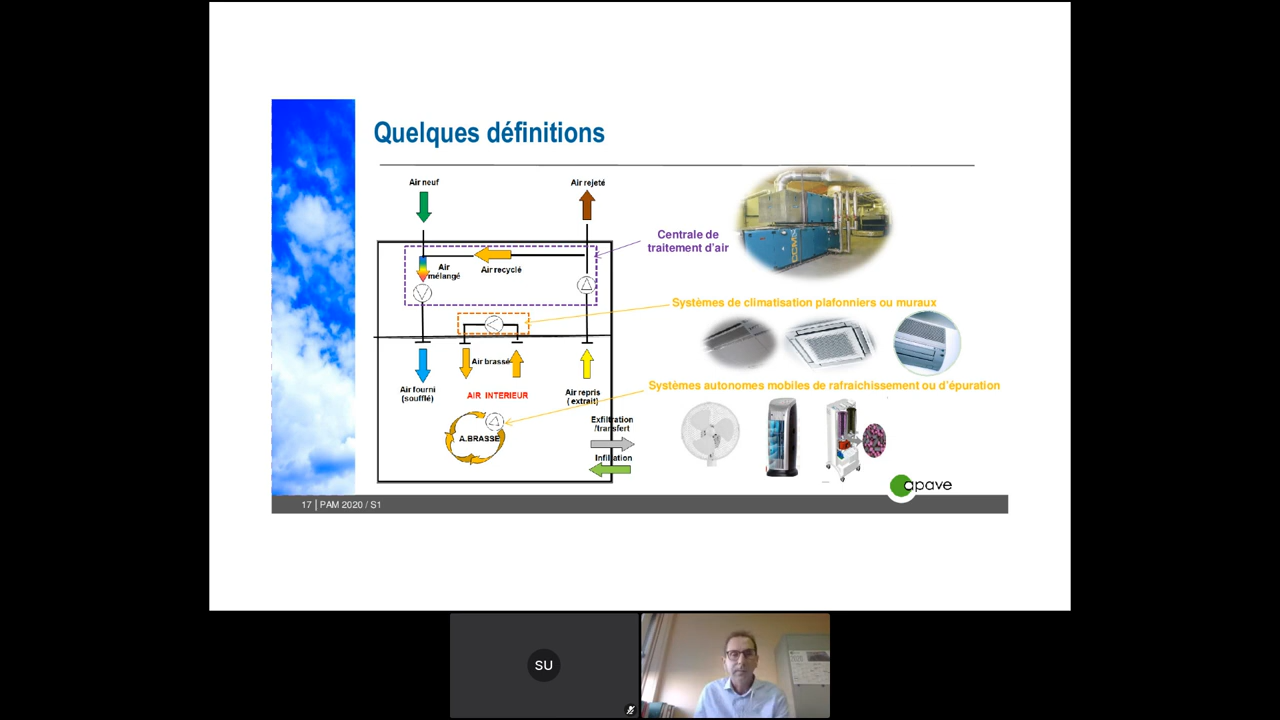 Quelques définitions
Air neuf
Air rejeté
Centrale de
traitement d'air
Air
mélangé
Air recyclé
Systèmes de climatisation plafonniers ou muraux
Air brassé
Air fourni
(soufflé)
AIR INTERIEUR
Air repris
( extrait)
Systèmes autonomes mobiles de rafraichissement ou d'épuration
Exfiltration
/transfert
A.BRASSE
Infiltration
apave
17 | PAM 2020 / S1
SU